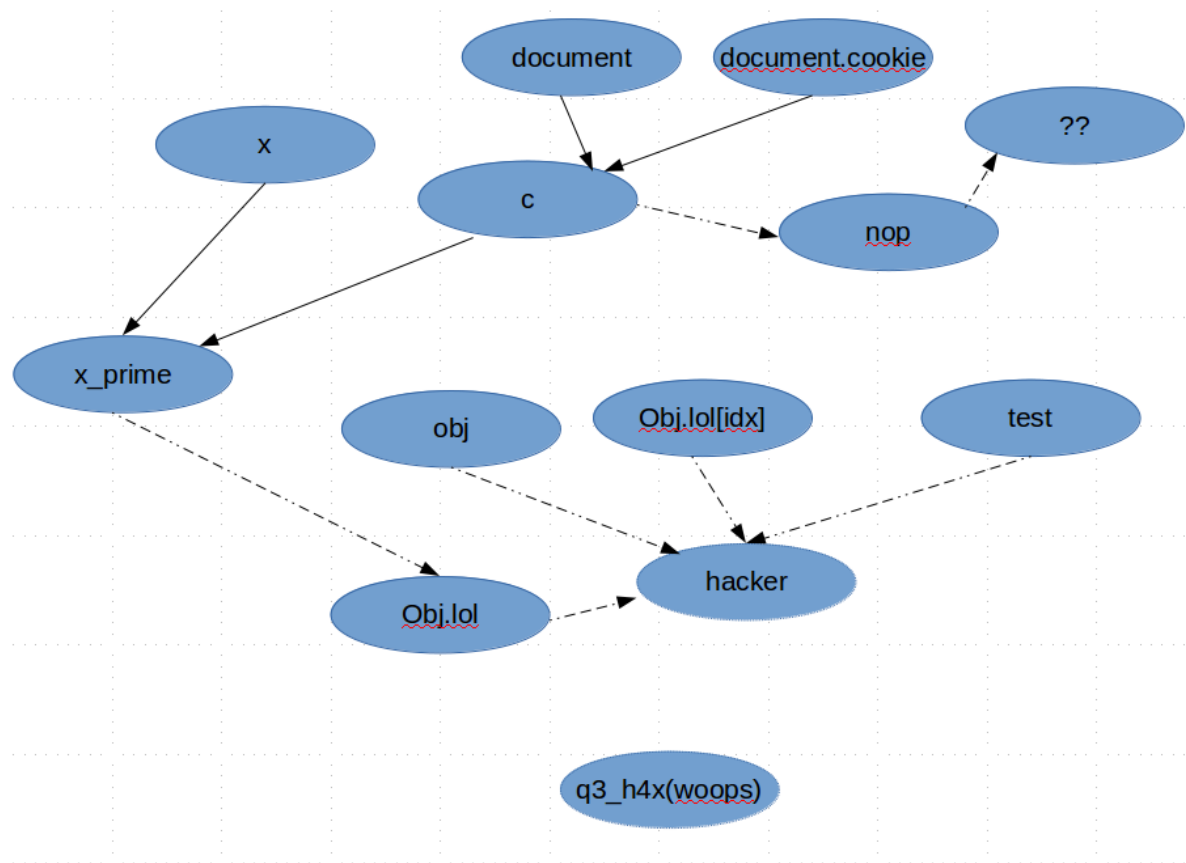 document
document.cookie
??
x
c
nop
x_prime
obj
Obj.lol[idx]
test
hacker
Obj.lol
q3_h4x(woops)